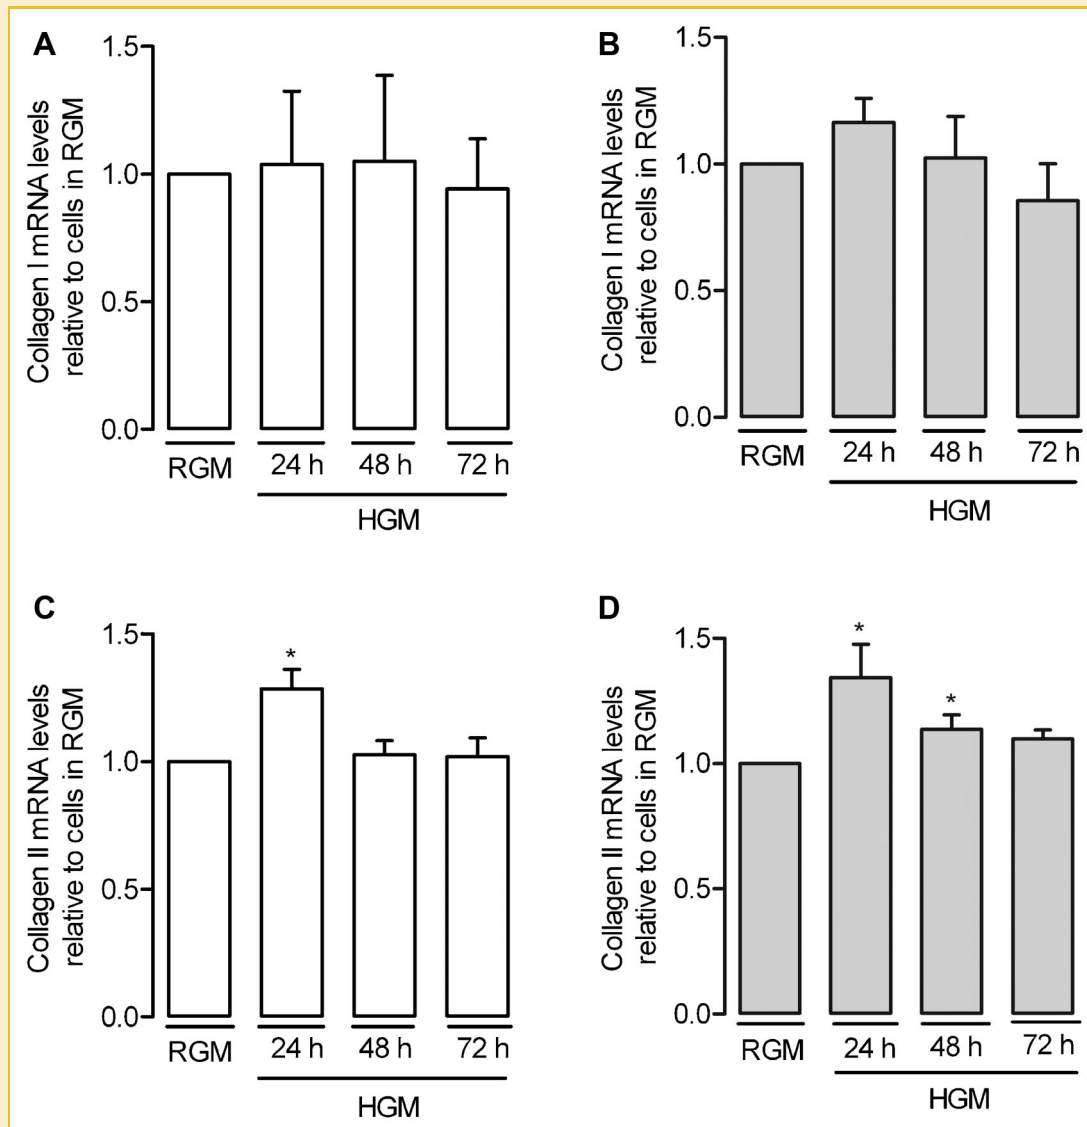 A
Collagen I mRNA levels
relative to cells in RGM
1.5
1.0
0.5
0.0
RGM
24 h
48 h
72 h
HGM
B
Collagen I mRNA levels
relative to cells in RGM
1.5
1.0
0.5
0.0
RGM
24 h
48 h
72 h
HGM
C
Collagen II mRNA levels
relative to cells in RGM
1.5
1.0
0.5
0.0
*
RGM
24 h
48 h
72 h
HGM
D
Collagen II mRNA levels
relative to cells in RGM
1.5
1.0
0.5
0.0
*
*
RGM
24 h
48 h
72 h
HGM